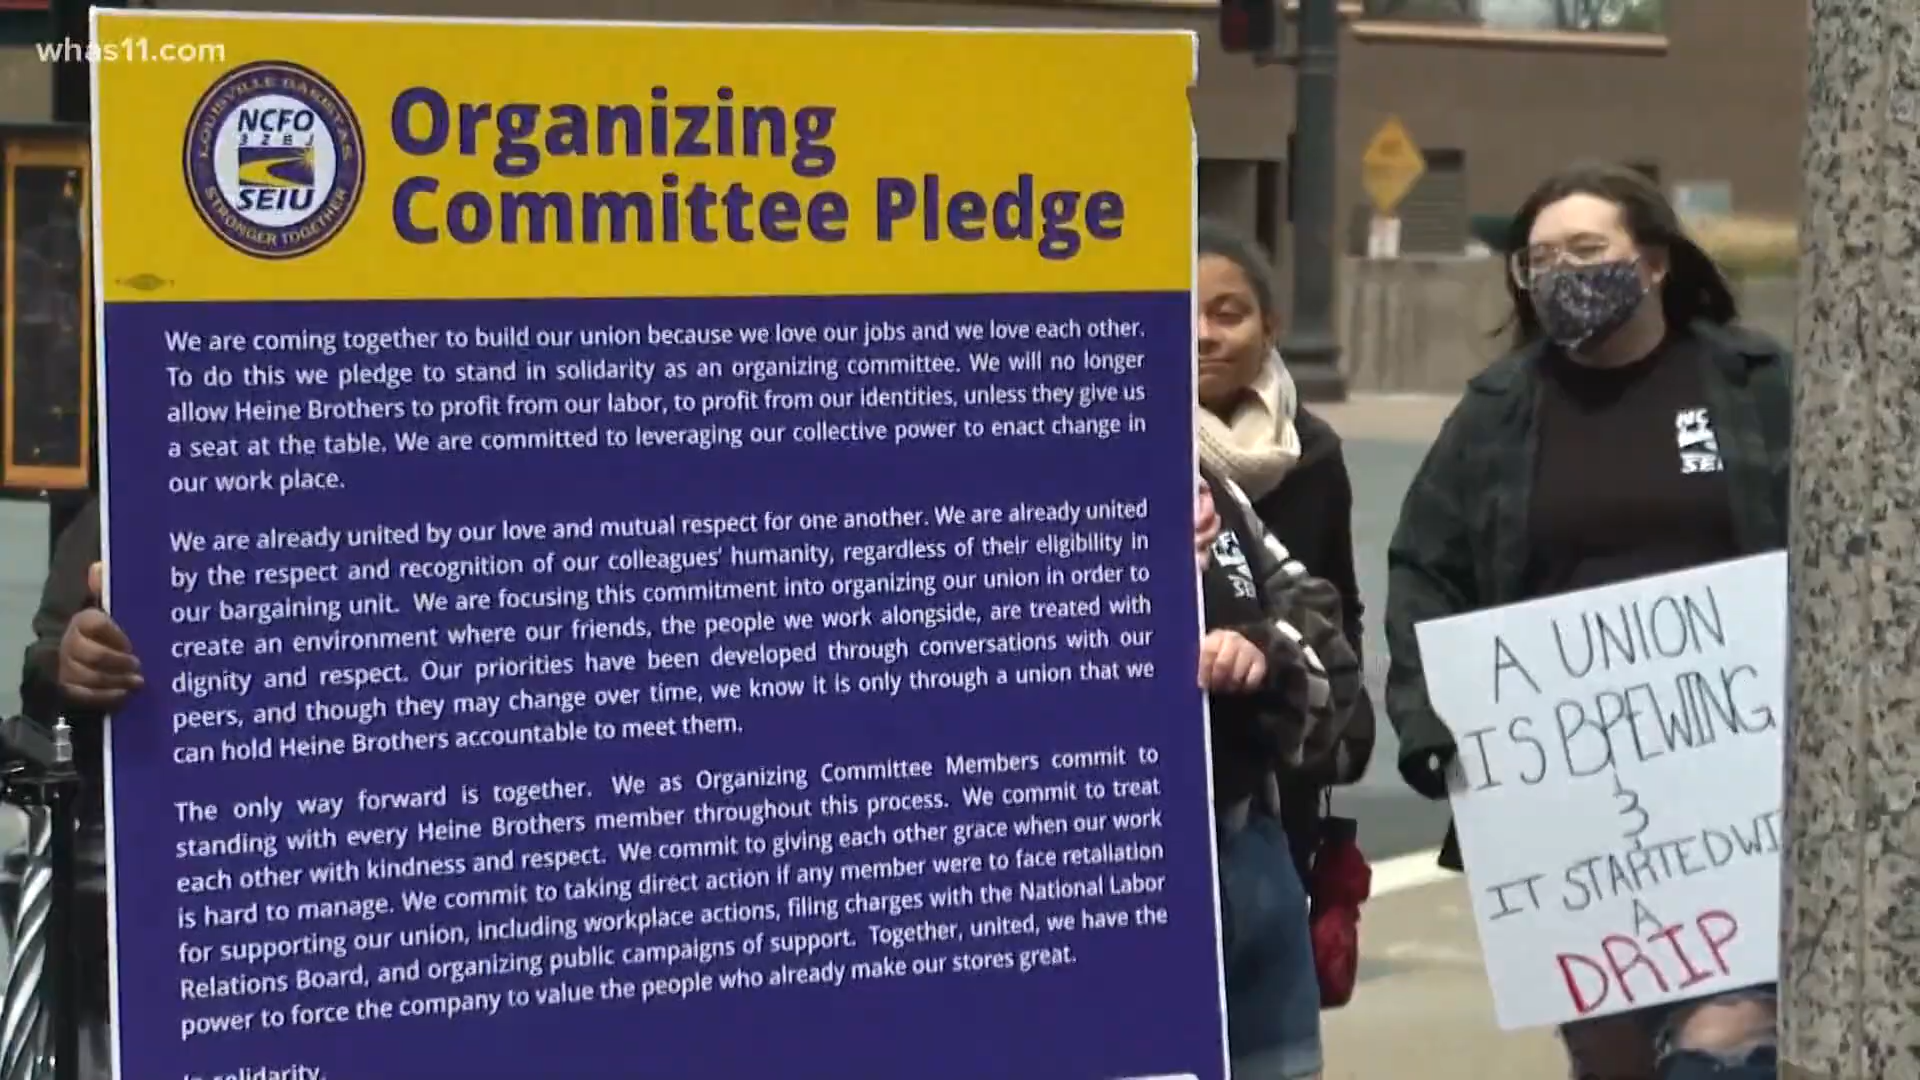 whas11.com
LOUISVILLE BARISTAS
NCFO
32BJ
SEIU
STRONGER TOGETHER
Organizing
Committee Pledge
We are coming together to build our union because we love our jobs and we love each other.
To do this we pledge to stand in solidarity as an organizing committee. We will no longer
allow Heine Brothers to profit from our labor, to profit from our identities, unless they give us
a seat at the table. We are committed to leveraging our collective power to enact change in
our work place.
We are already united by our love and mutual respect for one another. We are already united
by the respect and recognition of our colleagues' humanity, regardless of their eligibility in
our bargaining unit. We are focusing this commitment into organizing our union in order to
create an environment where our friends, the people we work alongside, are treated with
dignity and respect. Our priorities have been developed through conversations with our
peers, and though they may change over time, we know it is only through a union that we
can hold Heine Brothers accountable to meet them.
The only way forward is together. We as Organizing Committee Members commit to
standing with every Heine Brothers member throughout this process. We commit to treat
each other with kindness and respect. We commit to giving each other grace when our work
is hard to manage. We commit to taking direct action if any member were to face retaliation
for supporting our union, including workplace actions, filing charges with the National Labor
Relations Board, and organizing public campaigns of support. Together, united, we have the
power to force the company to value the people who already make our stores great.
In solidarity,
NC
SE
A UNION
IS BREWING
&
IT STARTED WI
A
DRIP